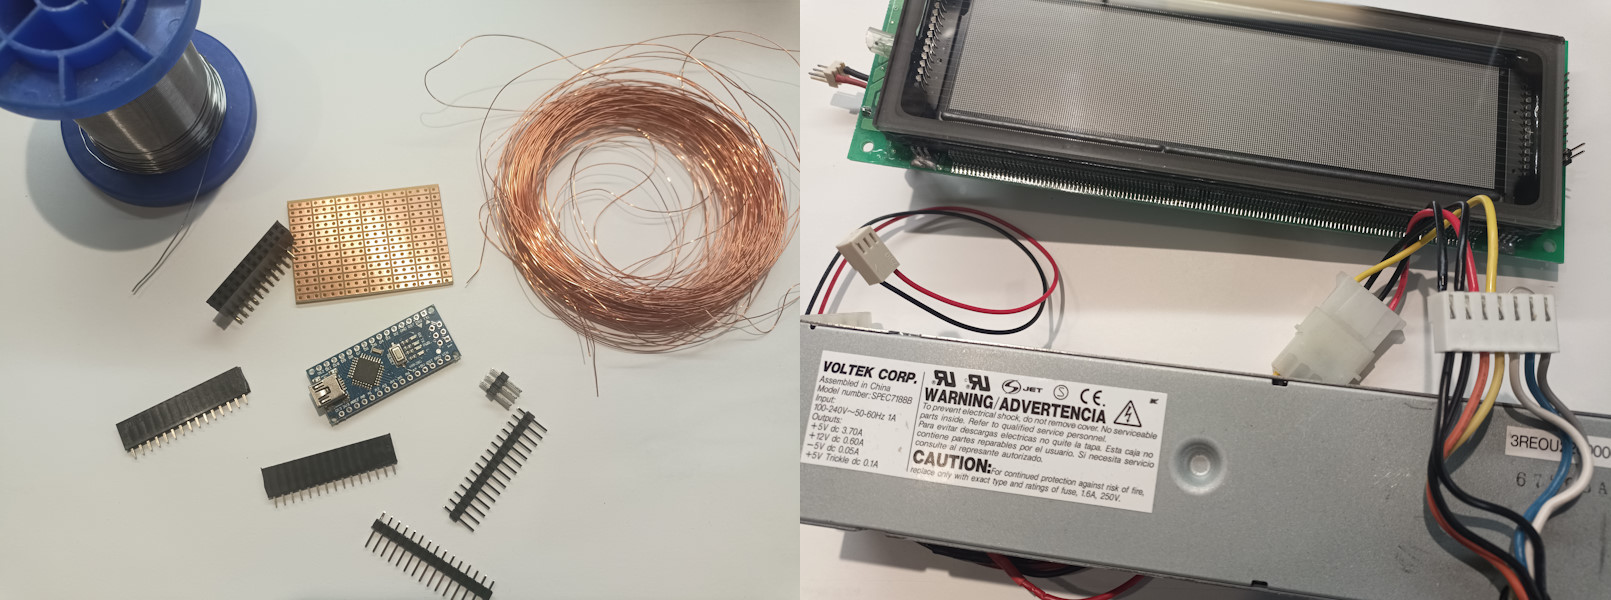 VOLTEK CORP.
Assembled in China
Model number: SPEC7188B
Input:
100-240V~50-60Hz 1A
Outputs:
+5V dc 3.70A
+12V dc 0.60A
-5V dc 0.05A
+5V Trickle dc 0.1A
JET
S
CE.
WARNING/ADVERTENCIA
To prevent electrical shock, do not remove cover. No serviceable
parts inside. Refer to qualified service personnel.
Para evitar descargas electricas no quite la tapa. Esta caja no
contiene partes reparables por el usuario. Si necesita servicio
consulte al represante autorizado.
CAUTION: For continued protection against risk of fire,
replace only with exact type and ratings of fuse, 1.6A, 250V.